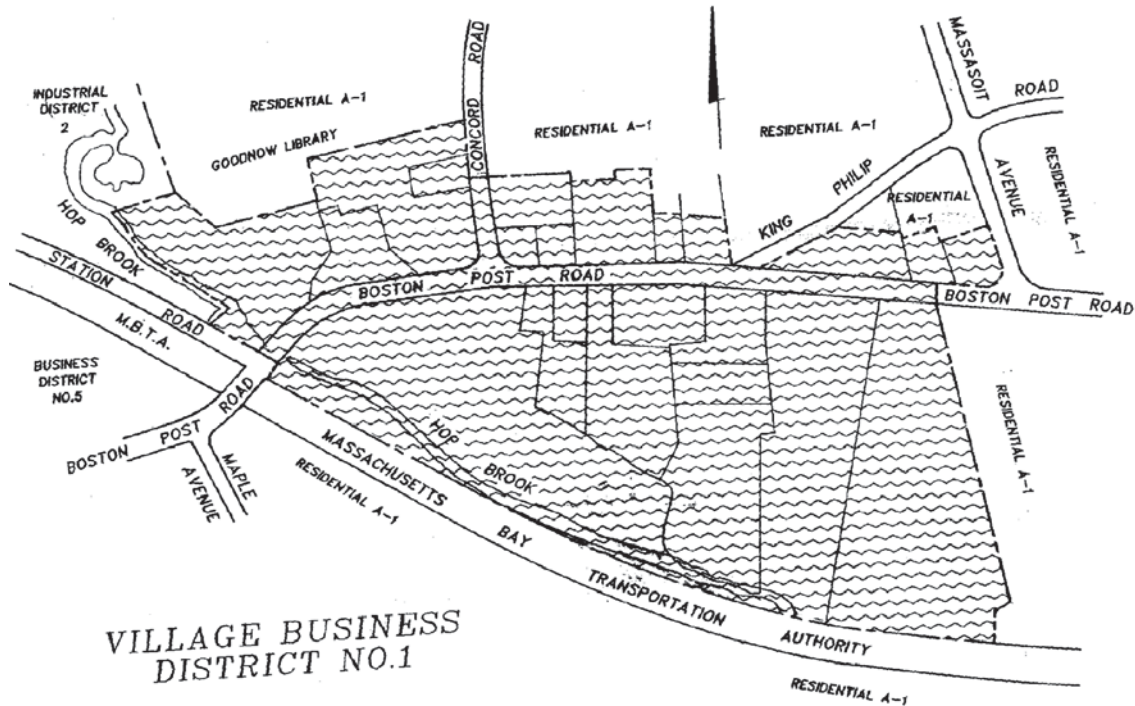 INDUSTRIAL
DISTRICT
2
RESIDENTIAL A-1
GOODNOW LIBRARY
CONCORD ROAD
RESIDENTIAL A-1
RESIDENTIAL A-1
MASSASOIT
AVENUE
KING PHILIP ROAD
RESIDENTIAL
A-1
RESIDENTIAL A-1
HOP BROOK
STATION ROAD
M.B.T.A.
BOSTON POST ROAD
BOSTON POST ROAD
BUSINESS
DISTRICT
NO.5
BOSTON POST ROAD
MAPLE
AVENUE
HOP BROOK
RESIDENTIAL A-1
MASSACHUSETTS BAY TRANSPORTATION AUTHORITY
RESIDENTIAL A-1
RESIDENTIAL A-1
VILLAGE BUSINESS
DISTRICT NO.1